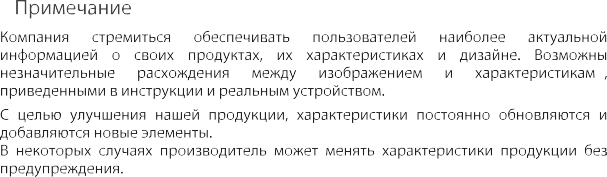 Примечание
Компания стремиться обеспечивать пользователей наиболее актуальной
информацией о своих продуктах, их характеристиках и дизайне. Возможны
незначительные расхождения между изображением и характеристикам ,
приведенными в инструкции и реальным устройством.
С целью улучшения нашей продукции, характеристики постоянно обновляются и
добавляются новые элементы.
В некоторых случаях производитель может менять характеристики продукции без
предупреждения.